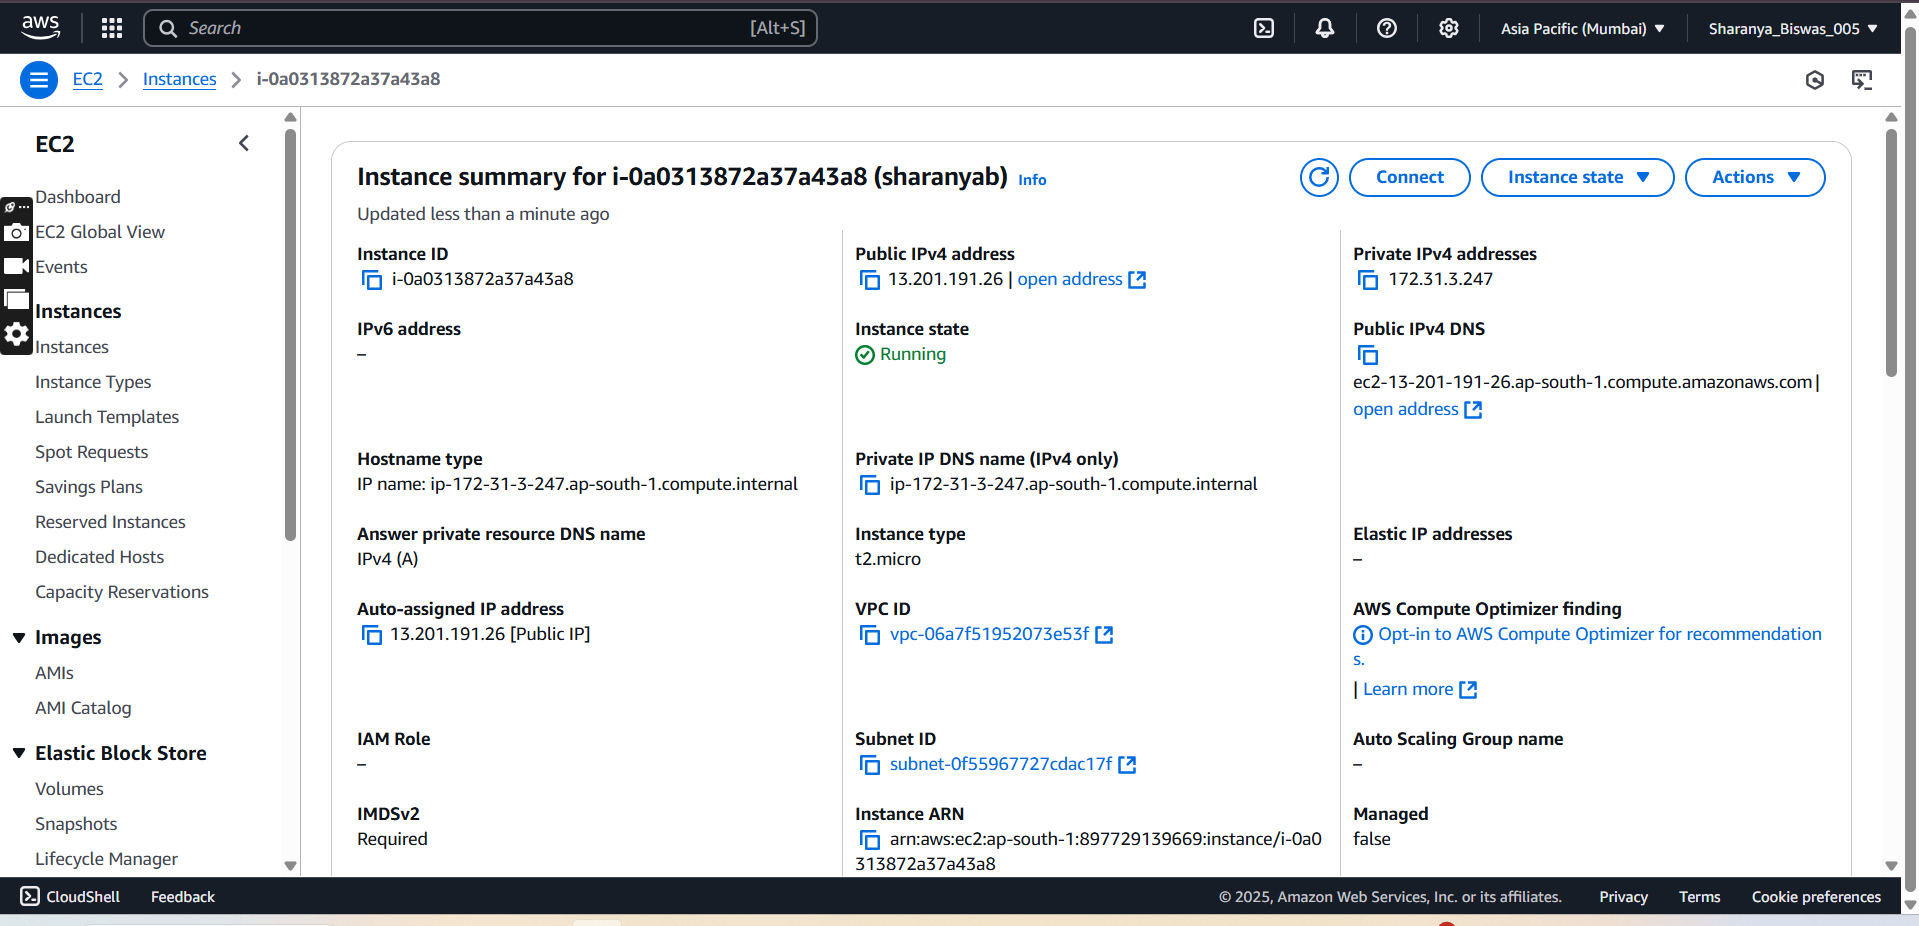 aws
Search
[Alt+S]
Asia Pacific (Mumbai)
Sharanya_Biswas_005
EC2
Instances
i-0a0313872a37a43a8
EC2
Dashboard
EC2 Global View
Events
Instances
Instances
Instance Types
Launch Templates
Spot Requests
Savings Plans
Reserved Instances
Dedicated Hosts
Capacity Reservations
Images
AMIs
AMI Catalog
Elastic Block Store
Volumes
Snapshots
Lifecycle Manager
Instance summary for i-0a0313872a37a43a8 (sharanyab) Info
Updated less than a minute ago
Connect
Instance state
Actions
Instance ID
i-0a0313872a37a43a8
Public IPv4 address
13.201.191.26 | open address
Private IPv4 addresses
172.31.3.247
IPv6 address
–
Instance state
Running
Public IPv4 DNS
ec2-13-201-191-26.ap-south-1.compute.amazonaws.com |
open address
Hostname type
IP name: ip-172-31-3-247.ap-south-1.compute.internal
Private IP DNS name (IPv4 only)
ip-172-31-3-247.ap-south-1.compute.internal
Answer private resource DNS name
IPv4 (A)
Instance type
t2.micro
Elastic IP addresses
–
Auto-assigned IP address
13.201.191.26 [Public IP]
VPC ID
vpc-06a7f51952073e53f
AWS Compute Optimizer finding
Opt-in to AWS Compute Optimizer for recommendation
s.
| Learn more
IAM Role
–
Subnet ID
subnet-0f55967727cdac17f
Auto Scaling Group name
–
IMDSv2
Required
Instance ARN
arn:aws:ec2:ap-south-1:897729139669:instance/i-0a0
313872a37a43a8
Managed
false
CloudShell
Feedback
© 2025, Amazon Web Services, Inc. or its affiliates.
Privacy
Terms
Cookie preferences